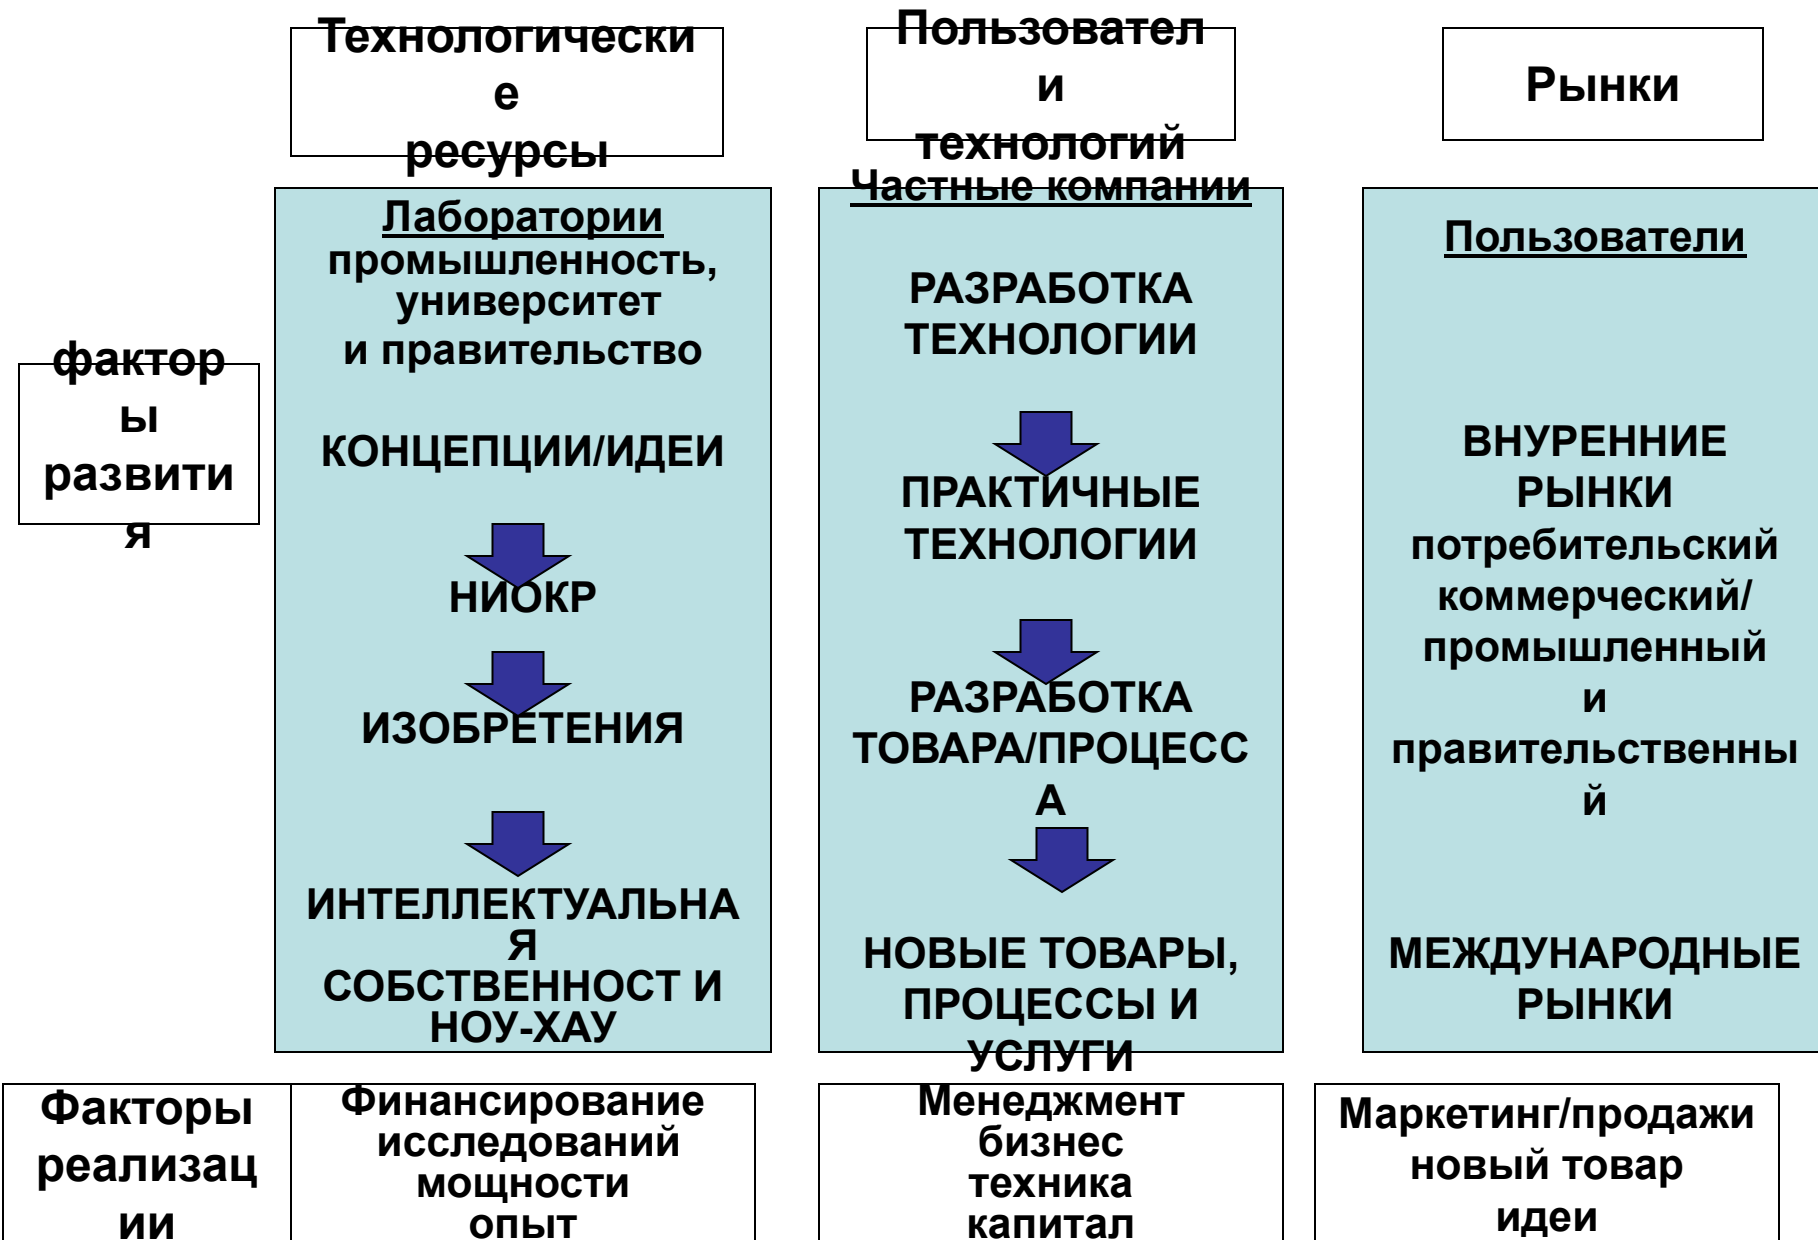 Технологически
е
ресурсы
Пользовател
и
технологий
Рынки
фактор
ы
развити
я
Лаборатории
промышленность,
университет
и правительство
КОНЦЕПЦИИ/ИДЕИ
НИОКР
ИЗОБРЕТЕНИЯ
ИНТЕЛЛЕКТУАЛЬНА
Я
СОБСТВЕННОСТ И
НОУ-ХАУ
Частные компании
РАЗРАБОТКА
ТЕХНОЛОГИИ
ПРАКТИЧНЫЕ
ТЕХНОЛОГИИ
РАЗРАБОТКА
ТОВАРА/ПРОЦЕСС
А
НОВЫЕ ТОВАРЫ,
ПРОЦЕССЫ И
УСЛУГИ
Пользователи
ВНУРЕННИЕ
РЫНКИ
потребительский
коммерческий/
промышленный
и
правительственны
й
МЕЖДУНАРОДНЫЕ
РЫНКИ
Факторы
реализац
ии
Финансирование
исследований
мощности
опыт
Менеджмент
бизнес
техника
капитал
Маркетинг/продажи
новый товар
идеи